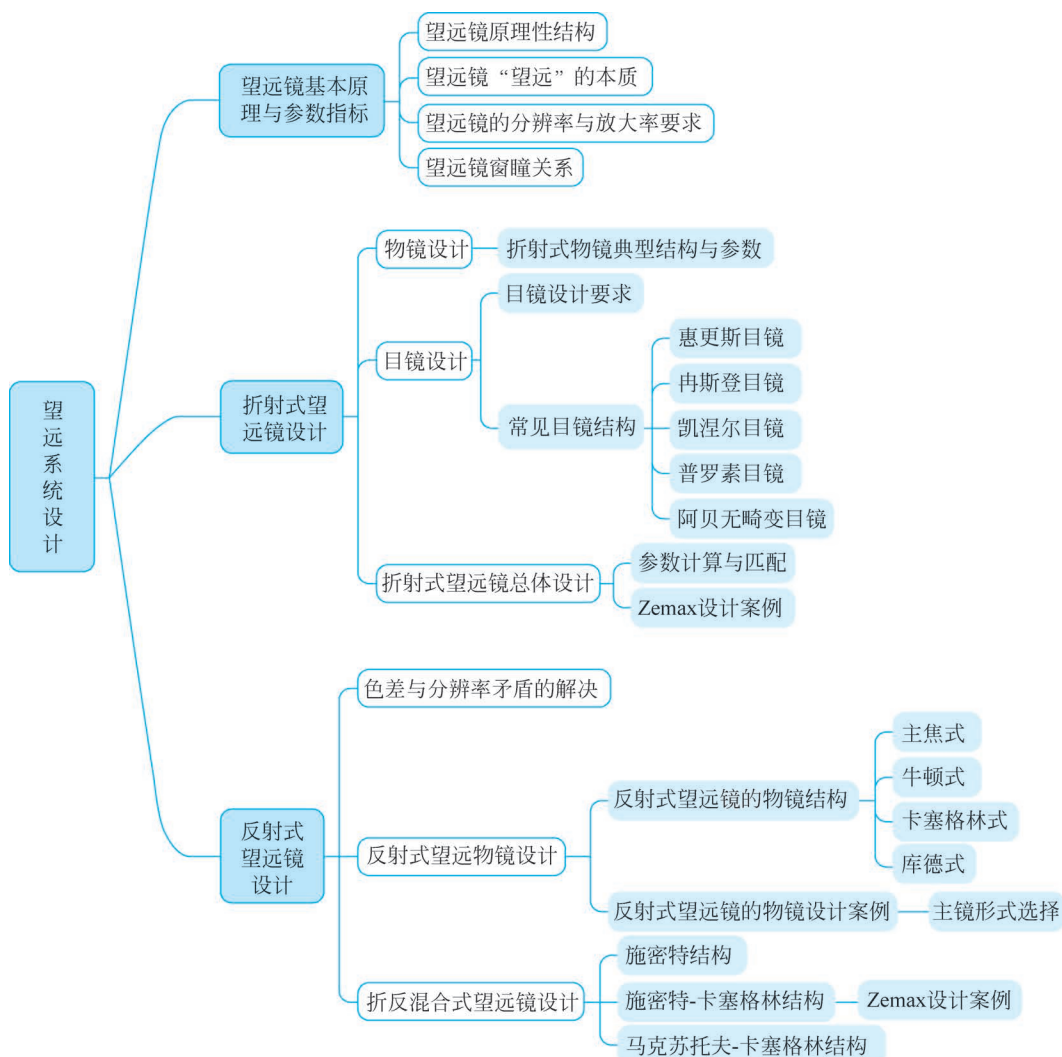 望远镜原理性结构
望远镜基本原
理与参数指标
望远镜“望远”的本质
望远镜的分辨率与放大率要求
望远镜窗瞳关系
物镜设计
折射式物镜典型结构与参数
目镜设计要求
目镜设计
惠更斯目镜
冉斯登目镜
常见目镜结构
凯涅尔目镜
普罗素目镜
阿贝无畸变目镜
望
远
系
统
设
计
折射式望
远镜设计
折射式望远镜总体设计
参数计算与匹配
Zemax设计案例
色差与分辨率矛盾的解决
反射式
望远镜
设计
反射式望远物镜设计
反射式望远镜的物镜结构
主焦式
牛顿式
卡塞格林式
库德式
反射式望远镜的物镜设计案例
主镜形式选择
折反混合式望远镜设计
施密特结构
施密特-卡塞格林结构
Zemax设计案例
马克苏托夫-卡塞格林结构